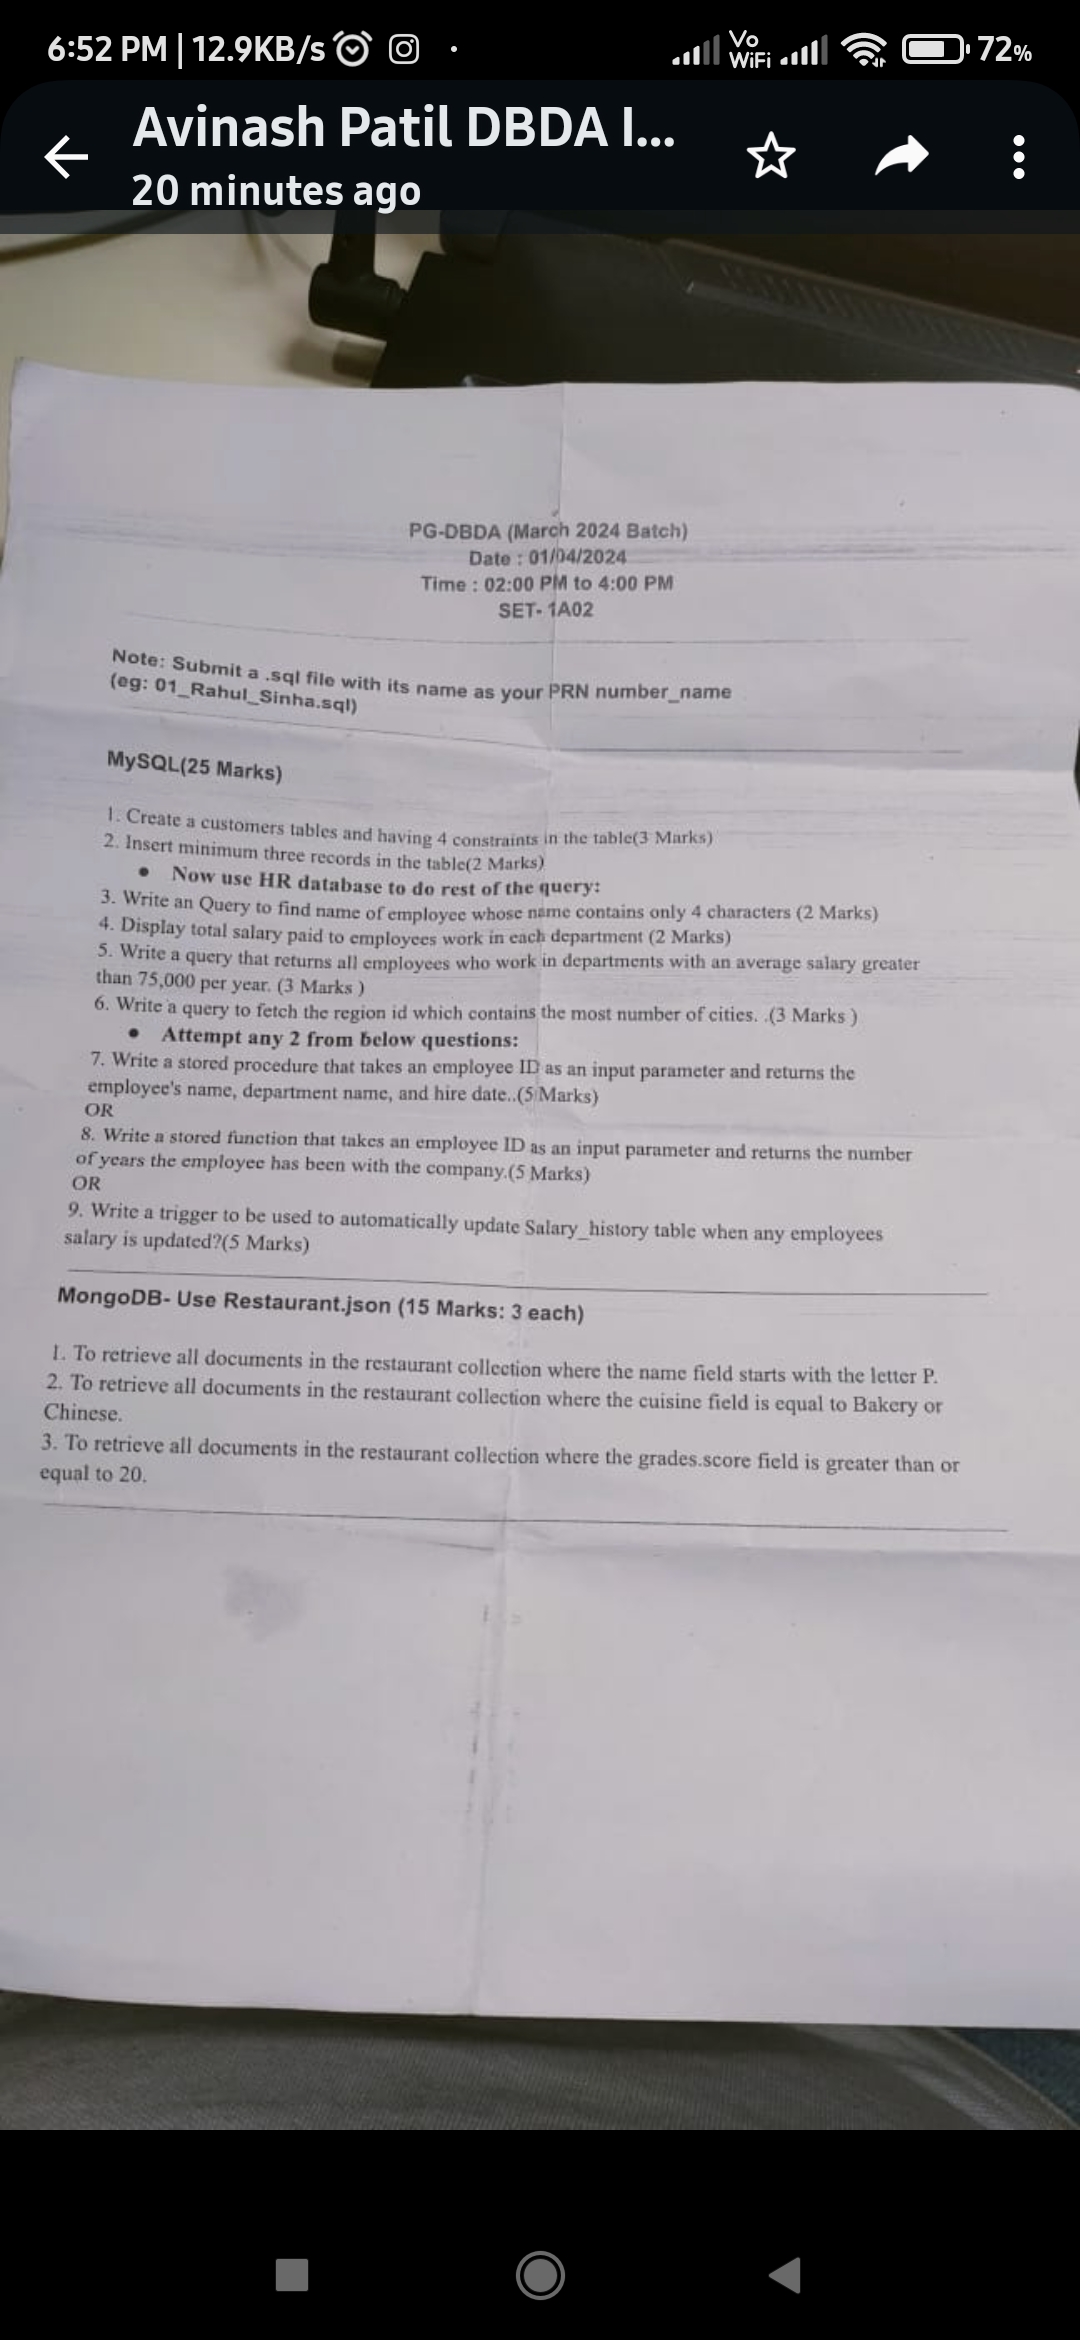 6:52 PM | 12.9KB/s
Vo
WiFi
72%
Avinash Patil DBDA I...
20 minutes ago
PG-DBDA (March 2024 Batch)
Date : 01/04/2024
Time : 02:00 PM to 4:00 PM
SET- 1A02
Note: Submit a .sql file with its name as your PRN number_name
(eg: 01_Rahul_Sinha.sql)
MySQL(25 Marks)
1. Create a customers tables and having 4 constraints in the table(3 Marks)
2. Insert minimum three records in the table(2 Marks)
• Now use HR database to do rest of the query:
3. Write an Query to find name of employee whose name contains only 4 characters (2 Marks)
4. Display total salary paid to employees work in each department (2 Marks)
5. Write a query that returns all employees who work in departments with an average salary greater
than 75,000 per year. (3 Marks )
6. Write a query to fetch the region id which contains the most number of cities. .(3 Marks )
• Attempt any 2 from below questions:
7. Write a stored procedure that takes an employee ID as an input parameter and returns the
employee's name, department name, and hire date..(5 Marks)
OR
8. Write a stored function that takes an employee ID as an input parameter and returns the number
of years the employee has been with the company.(5 Marks)
OR
9. Write a trigger to be used to automatically update Salary_history table when any employees
salary is updated?(5 Marks)
MongoDB- Use Restaurant.json (15 Marks: 3 each)
1. To retrieve all documents in the restaurant collection where the name field starts with the letter P.
2. To retrieve all documents in the restaurant collection where the cuisine field is equal to Bakery or
Chinese.
3. To retrieve all documents in the restaurant collection where the grades.score field is greater than or
equal to 20.